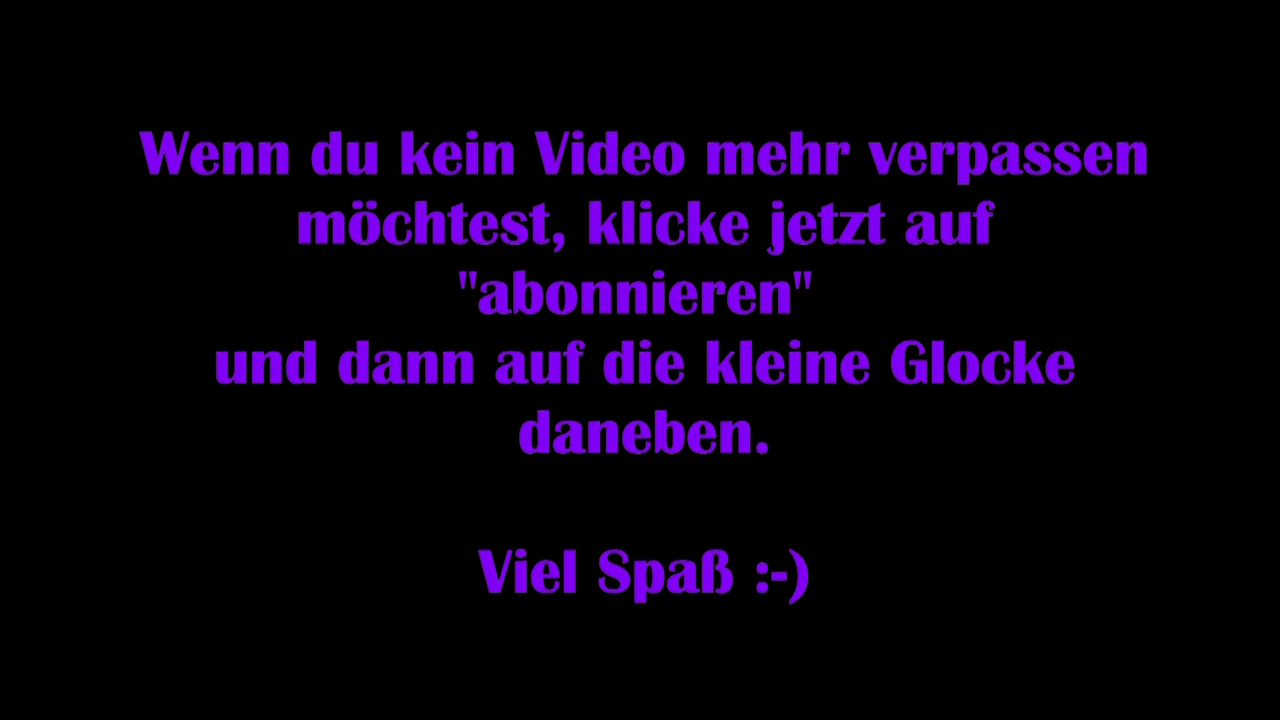 Wenn du kein Video mehr verpassen
möchtest, klicke jetzt auf
"abonnieren"
und dann auf die kleine Glocke
daneben.
Viel Spaß :-)